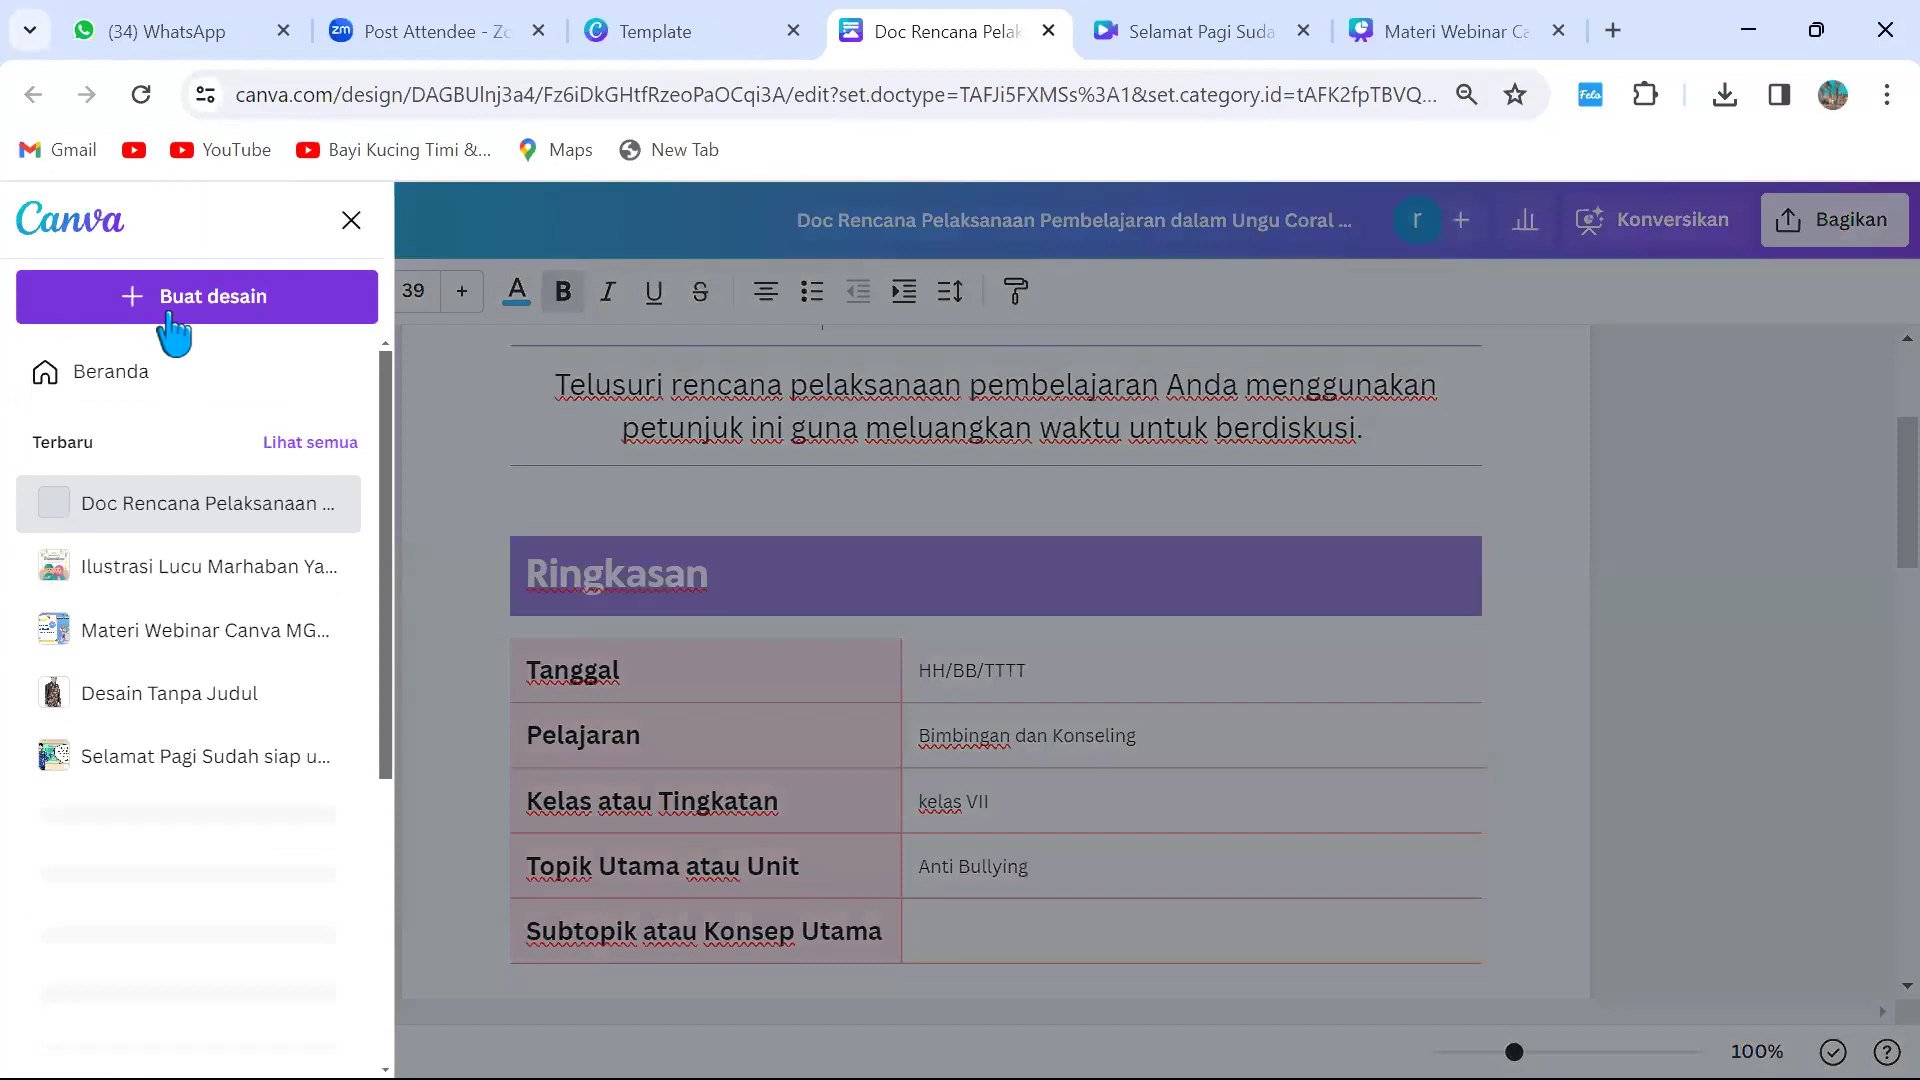 (34) WhatsApp
zm
Post Attendee - Zo
Template
Doc Rencana Pelak
Selamat Pagi Suda
Materi Webinar Ca
canva.com/design/DAGBUlnj3a4/Fz6iDkGHtfRzeoPaOCqi3A/edit?set.doctype=TAFJi5FXMSs%3A1&set.category.id=tAFK2fpTBVQ...
Felo
Gmail
YouTube
Bayi Kucing Timi &...
Maps
New Tab
Canva
Doc Rencana Pelaksanaan Pembelajaran dalam Ungu Coral ...
r
Konversikan
Bagikan
Buat desain
39
A
B
I
U
S
Beranda
Terbaru
Lihat semua
Doc Rencana Pelaksanaan ...
Ilustrasi Lucu Marhaban Ya...
Materi Webinar Canva MG...
Desain Tanpa Judul
Selamat Pagi Sudah siap u...
Telusuri rencana pelaksanaan pembelajaran Anda menggunakan
petunjuk ini guna meluangkan waktu untuk berdiskusi.
Ringkasan
Tanggal
HH/BB/TTTT
Pelajaran
Bimbingan dan Konseling
Kelas atau Tingkatan
kelas VII
Topik Utama atau Unit
Anti Bullying
Subtopik atau Konsep Utama
100%